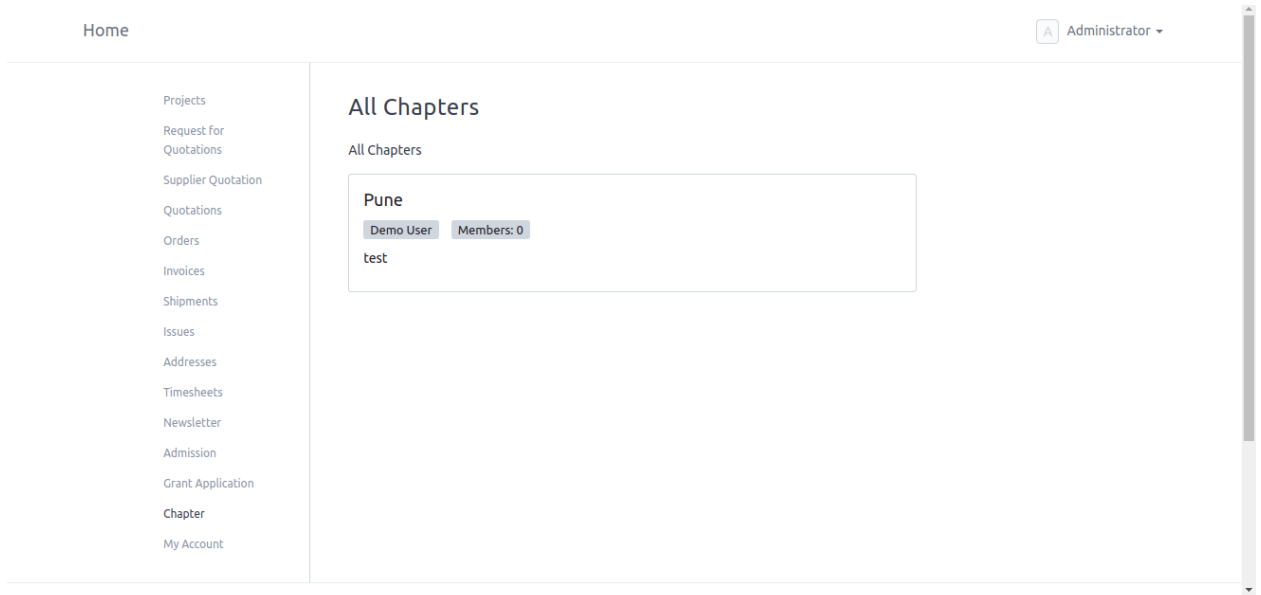 Home
A Administrator
Projects
Request for
Quotations
Supplier Quotation
Quotations
Orders
Invoices
Shipments
Issues
Addresses
Timesheets
Newsletter
Admission
Grant Application
Chapter
My Account
All Chapters
All Chapters
Pune
Demo User Members: 0
test